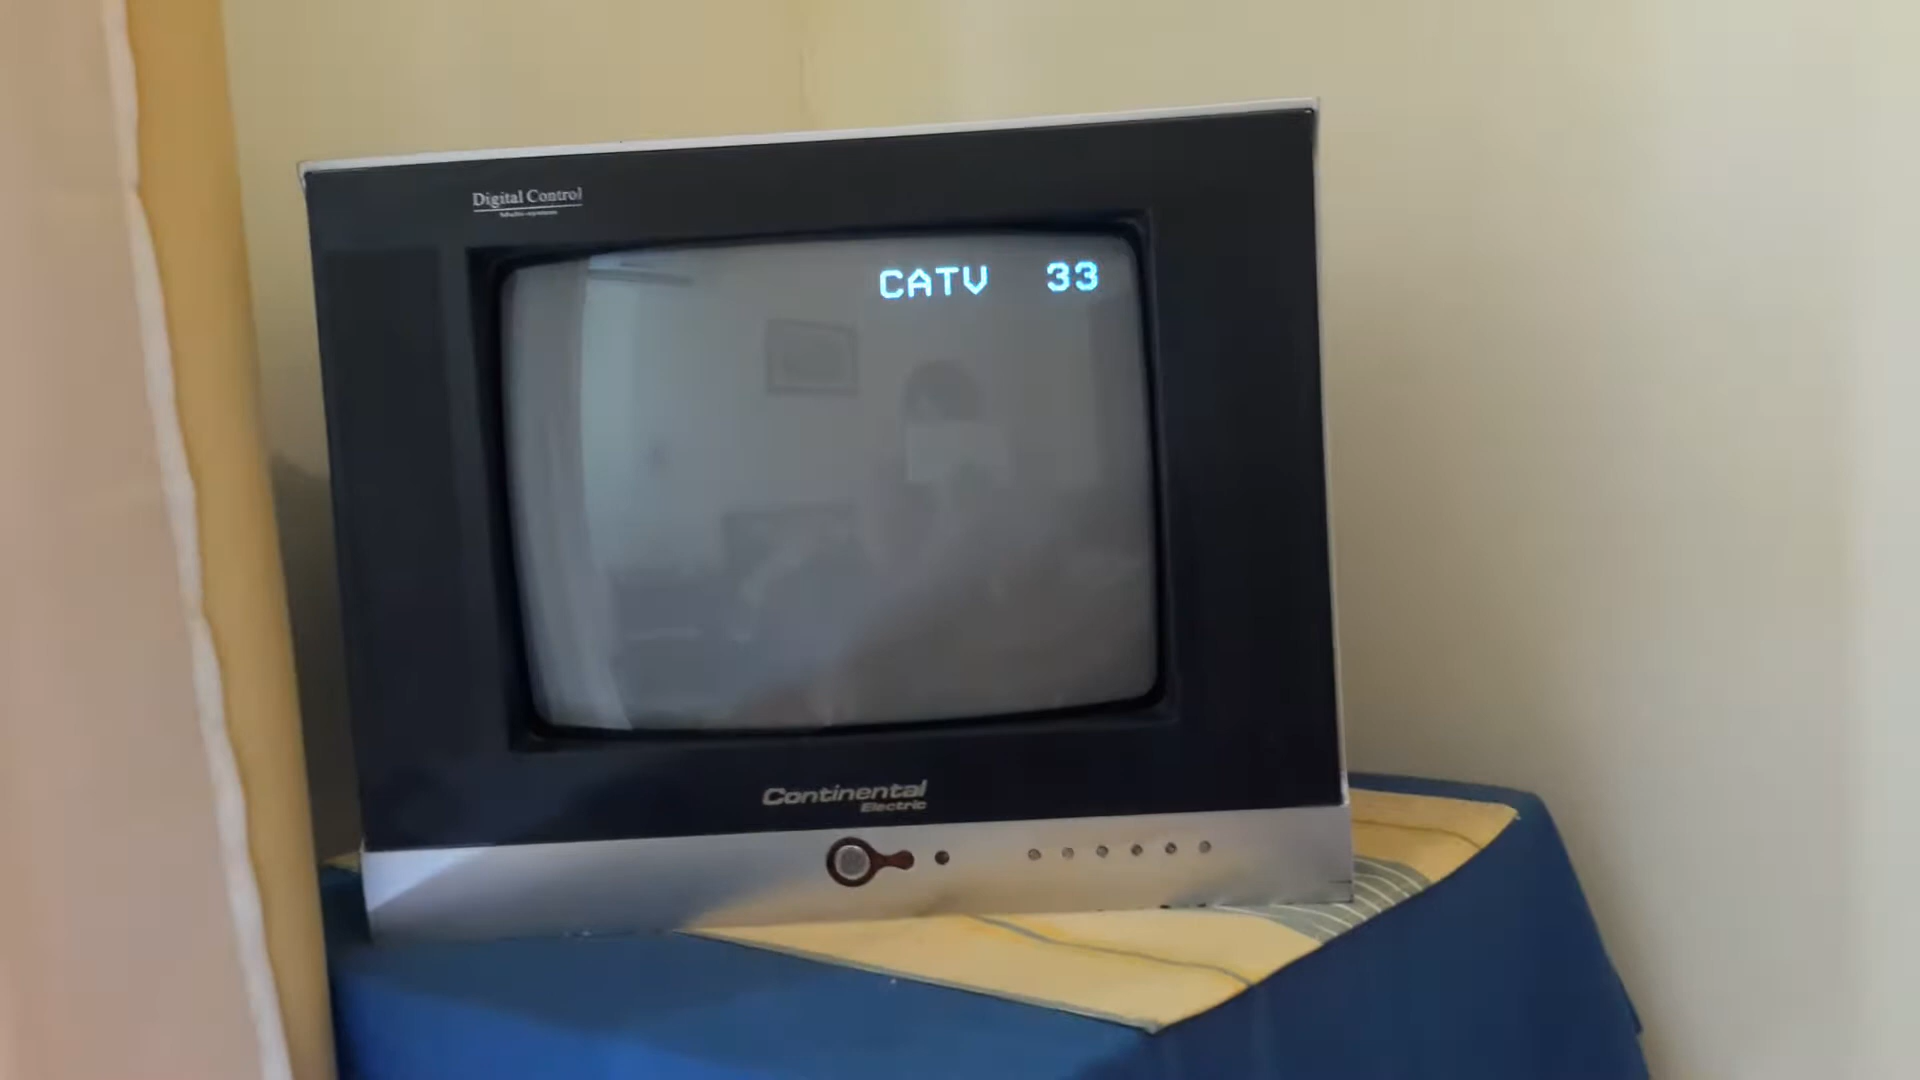 Digital Control
CATV 33
Continental
Electric